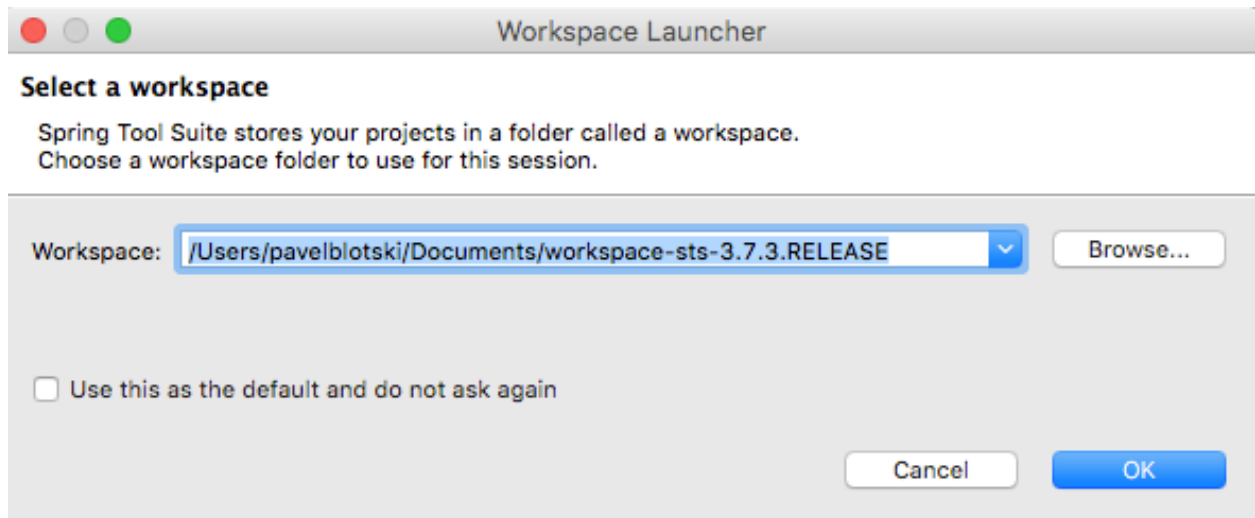 Workspace Launcher
Select a workspace
Spring Tool Suite stores your projects in a folder called a workspace.
Choose a workspace folder to use for this session.
Workspace: /Users/pavelblotski/Documents/workspace-sts-3.7.3.RELEASE Browse...
Use this as the default and do not ask again
Cancel OK